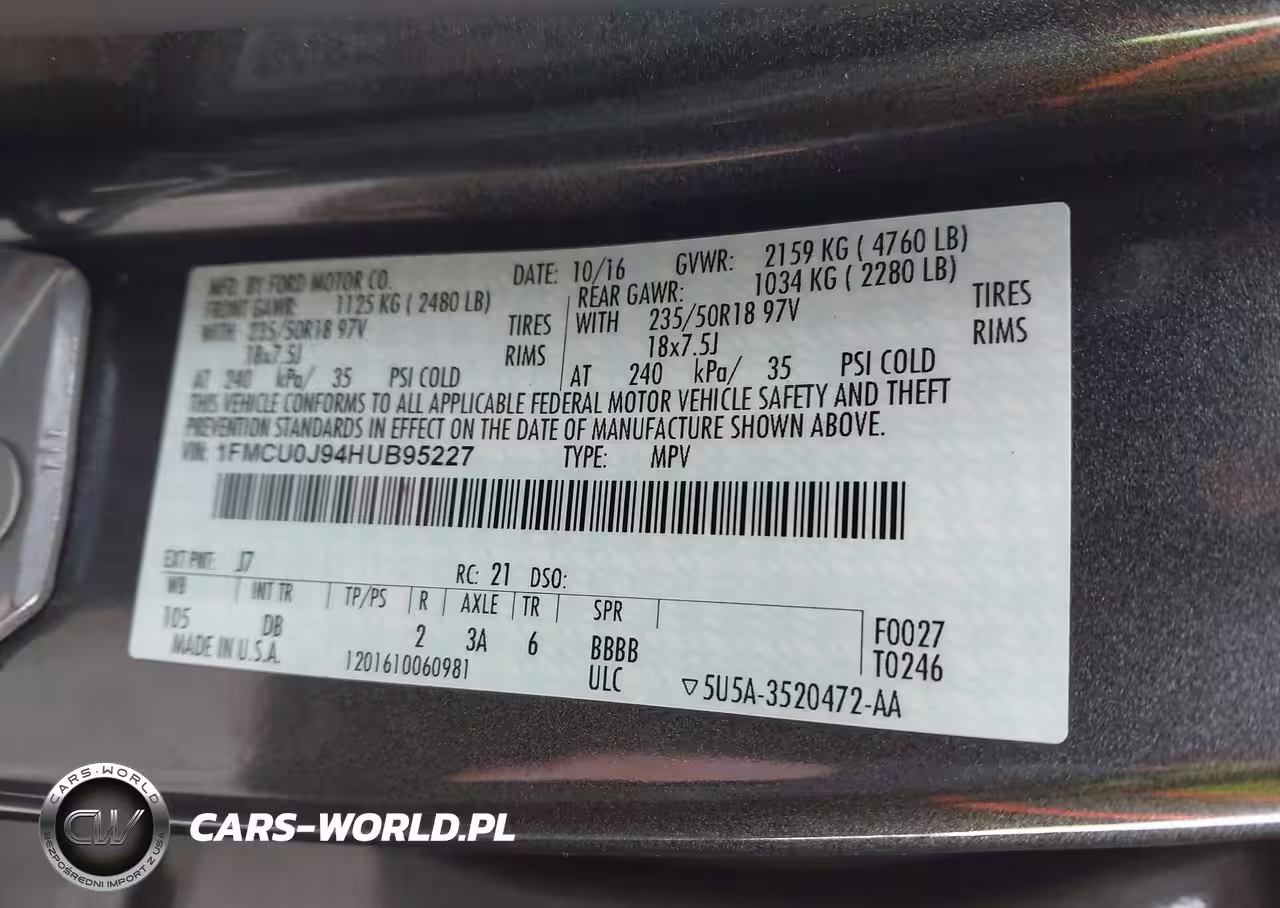 MFD. BY FORD MOTOR CO. DATE: 10/16 GVWR: 2159 KG ( 4760 LB)
FRONT GAWR: 1125 KG ( 2480 LB) REAR GAWR: 1034 KG ( 2280 LB)
WITH 235/50R18 97V TIRES WITH 235/50R18 97V TIRES
18x7.5J RIMS 18x7.5J RIMS
AT 240 kPa/ 35 PSI COLD AT 240 kPa/ 35 PSI COLD
THIS VEHICLE CONFORMS TO ALL APPLICABLE FEDERAL MOTOR VEHICLE SAFETY AND THEFT
PREVENTION STANDARDS IN EFFECT ON THE DATE OF MANUFACTURE SHOWN ABOVE.
VIN: 1FMCU0J94HUB95227 TYPE: MPV
EXT PNT: J7 RC: 21 DSO:
WB INT TR TP/PS R AXLE TR SPR
105 DB 2 3A 6 BBBB F0027
MADE IN U.S.A. 1201610060981 ULC T0246
▽5U5A-3520472-AA
CARS-WORLD
CW
BEZPOŚREDNI IMPORT Z USA
CARS-WORLD.PL